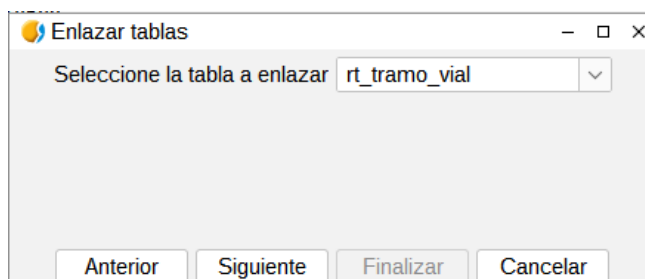 Enlazar tablas
Seleccione la tabla a enlazar rt_tramo_vial
Anterior Siguiente Finalizar Cancelar